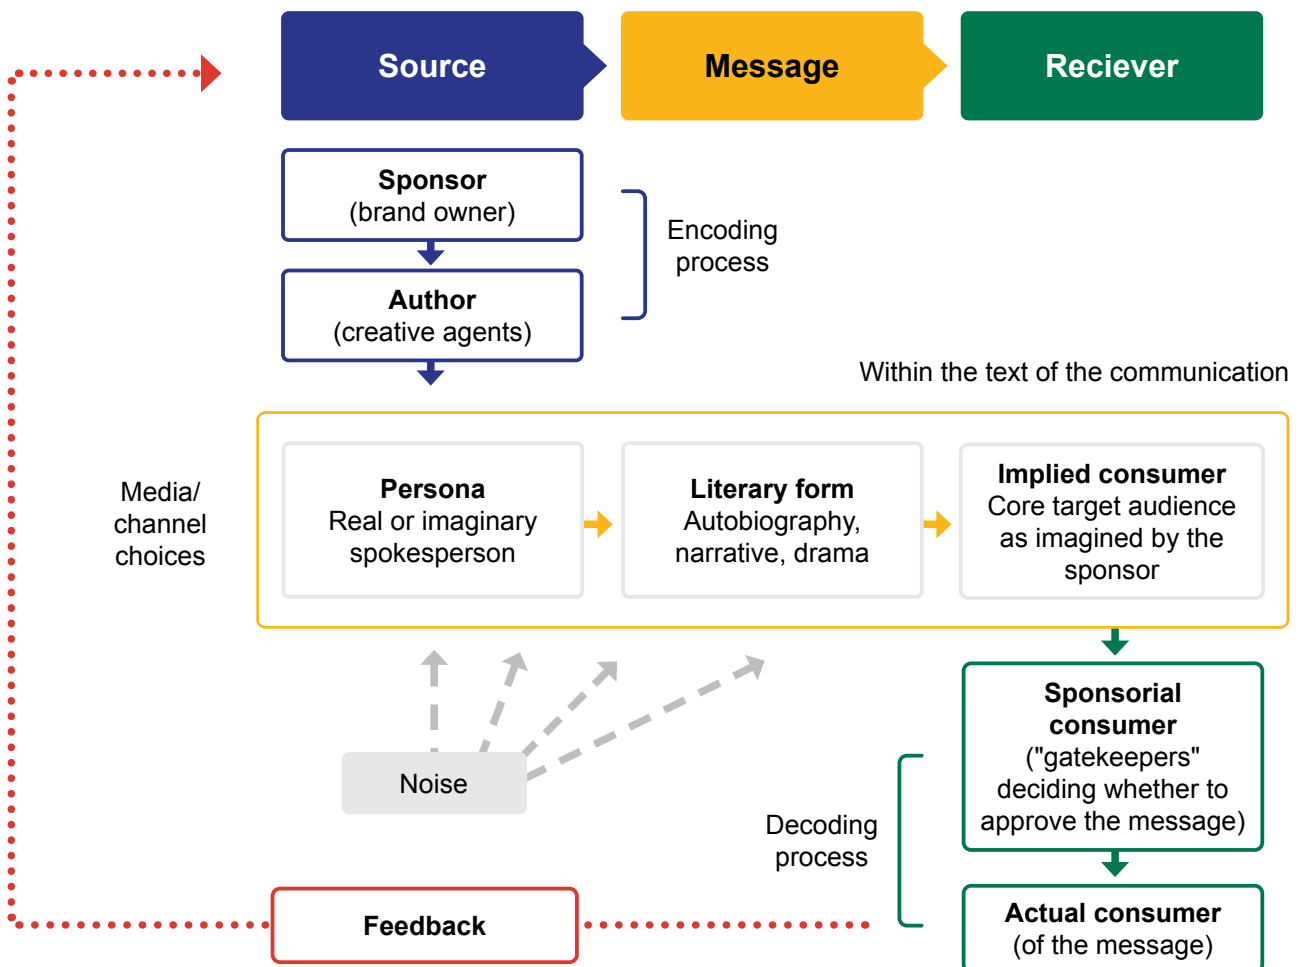 Source
Message
Reciever
Sponsor
(brand owner)
Encoding
process
Author
(creative agents)
Within the text of the communication
Media/
channel
choices
Persona
Real or imaginary
spokesperson
Literary form
Autobiography,
narrative, drama
Implied consumer
Core target audience
as imagined by the
sponsor
Noise
Sponsorial
consumer
("gatekeepers"
deciding whether to
approve the message)
Decoding
process
Feedback
Actual consumer
(of the message)